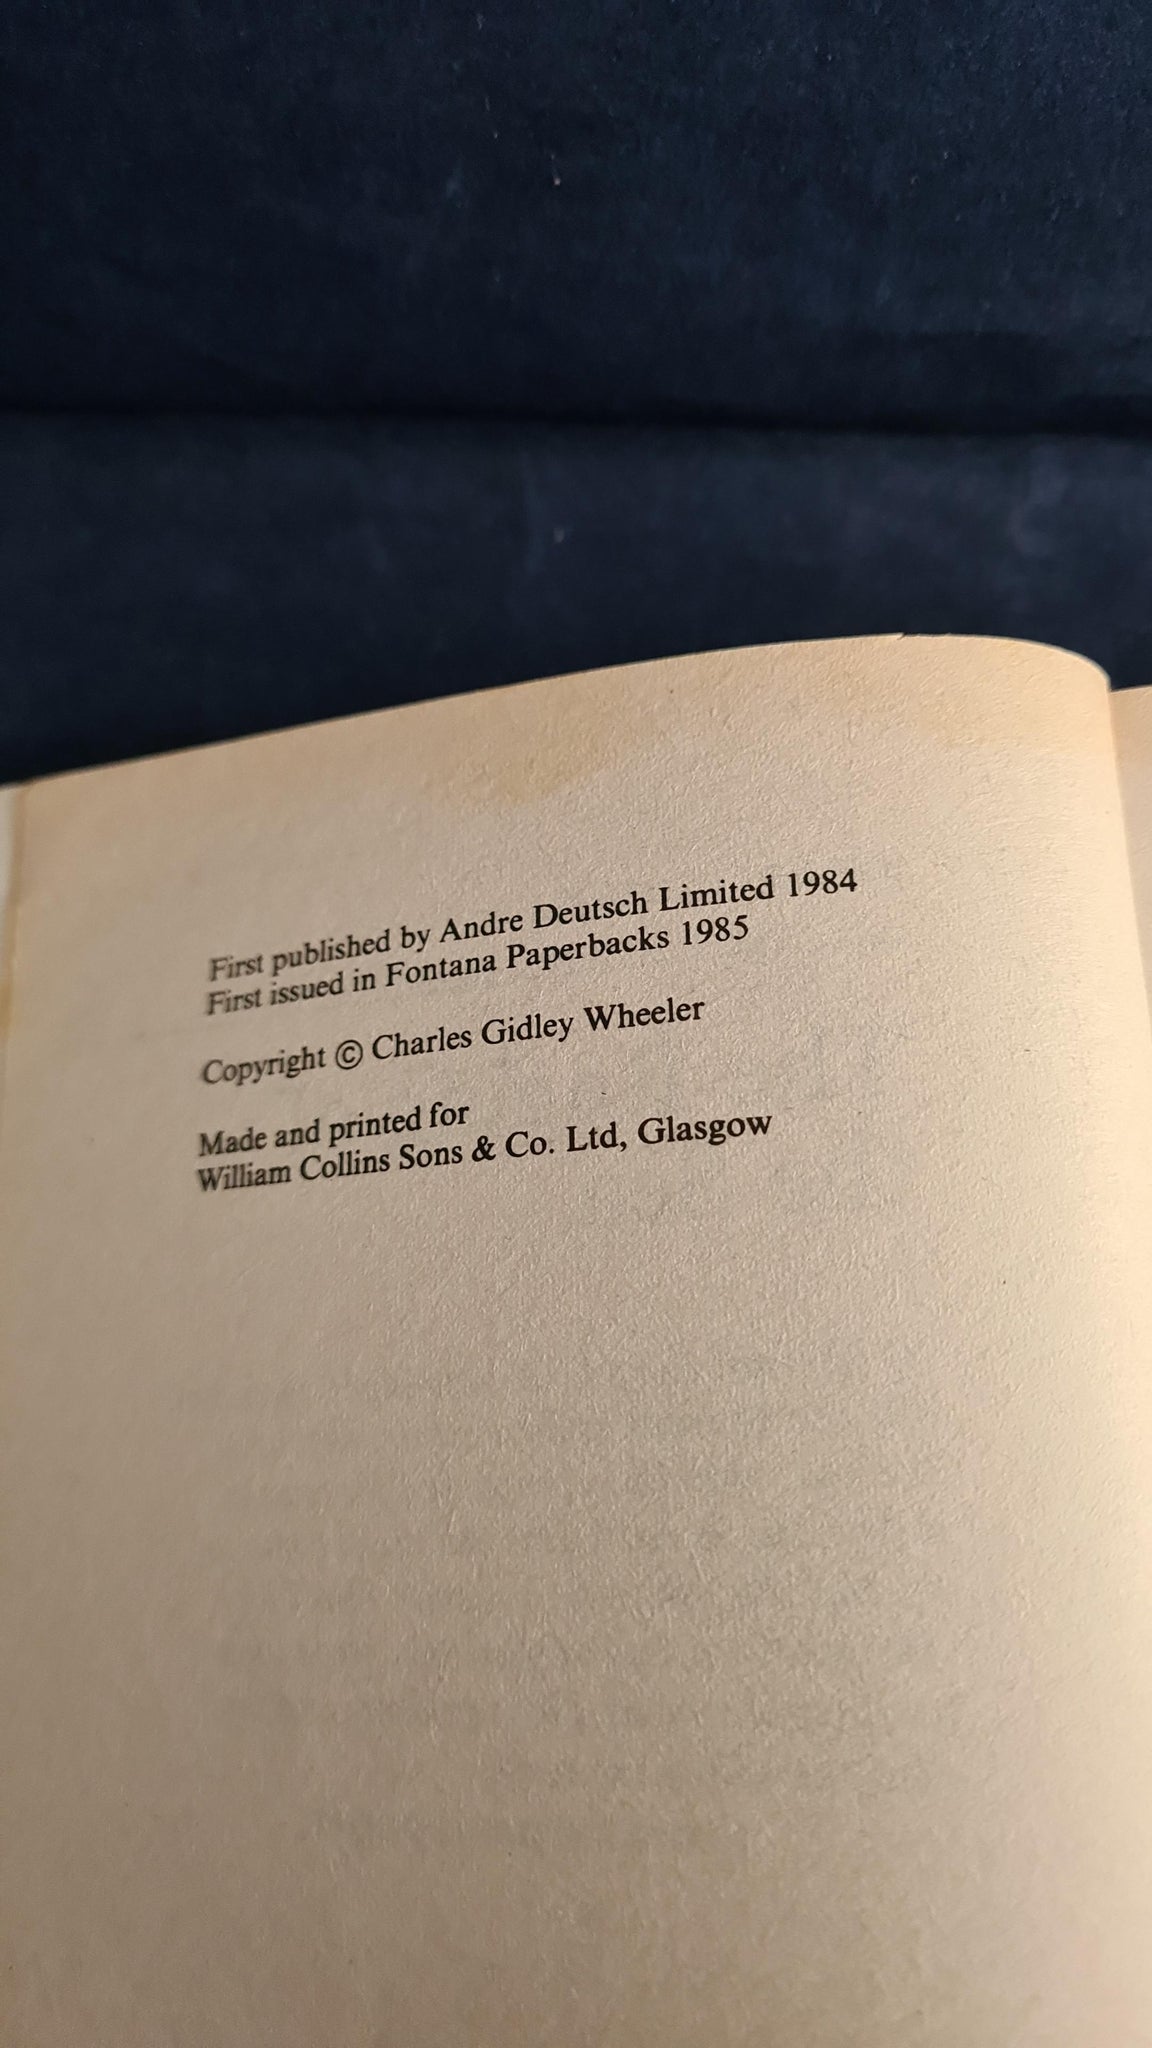 First published by Andre Deutsch Limited 1984
First issued in Fontana Paperbacks 1985
Copyright © Charles Gidley Wheeler
Made and printed for
William Collins Sons & Co. Ltd, Glasgow